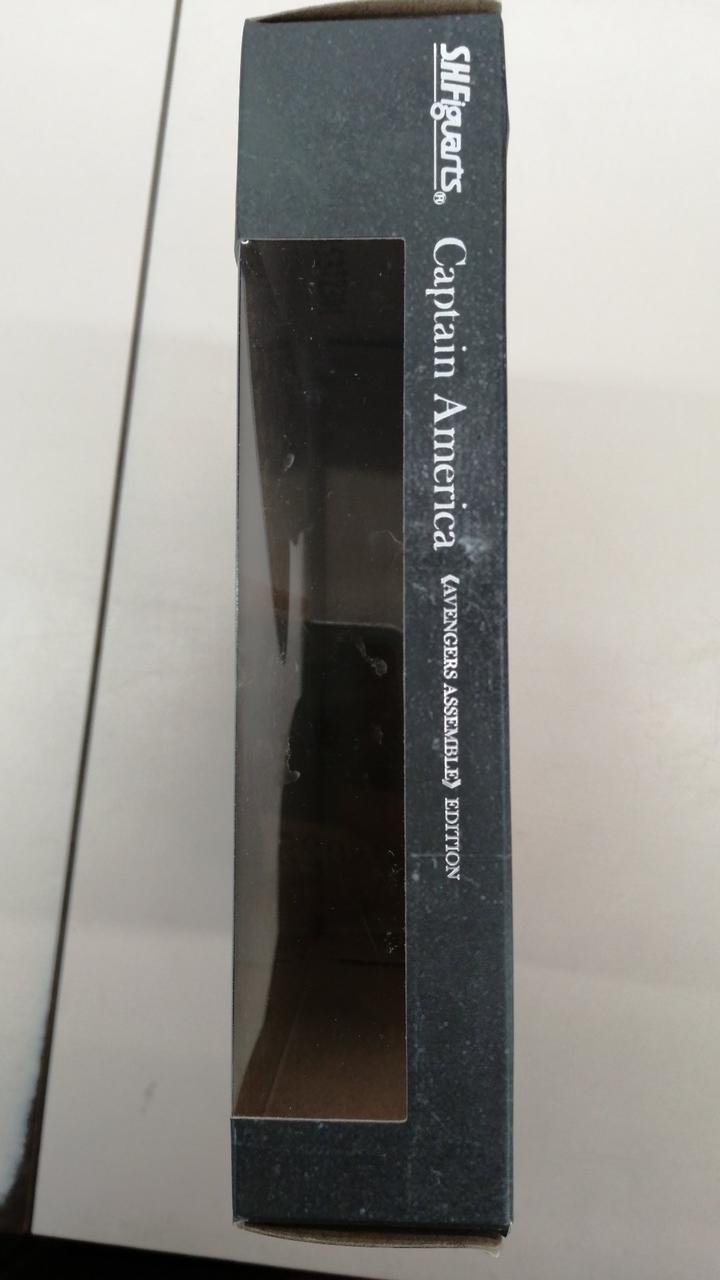 S.H.Figuarts® Captain America 《AVENGERS ASSEMBLE》 EDITION